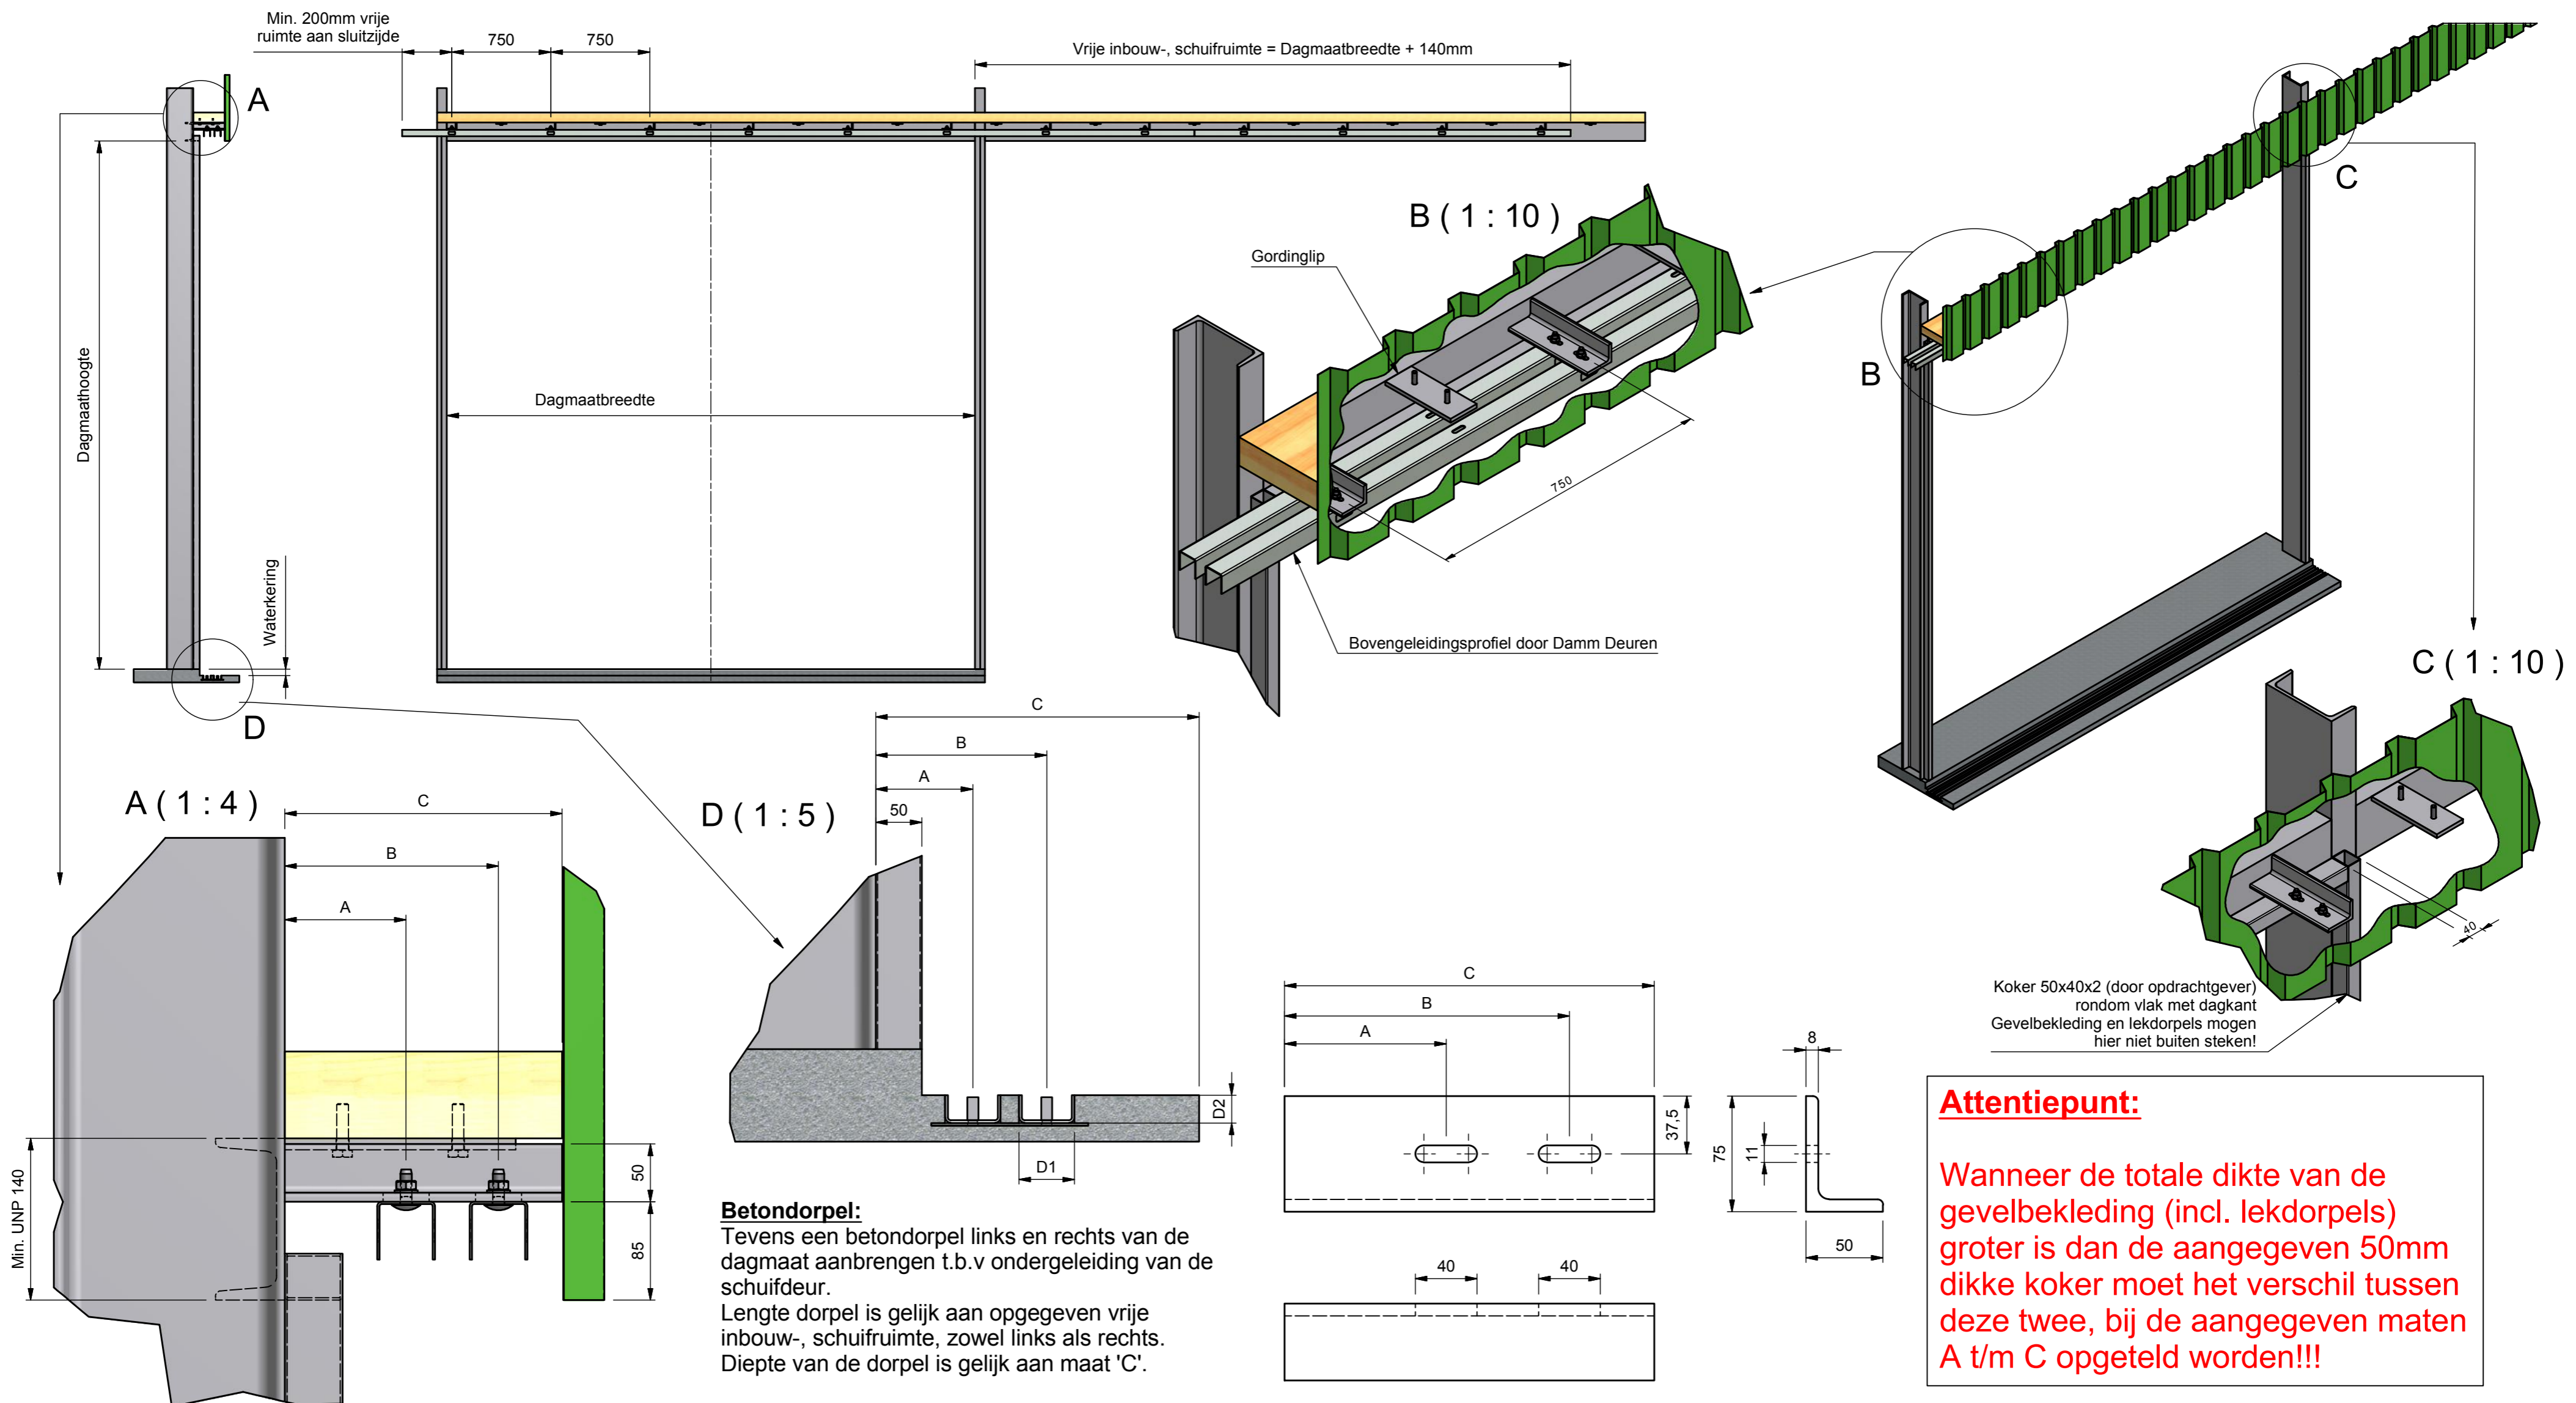 Min. 200mm vrije
ruimte aan sluitzijde
750
750
Vrije inbouw-, schuifruimte = Dagmaatbreedte + 140mm
A
Dagmaathoogte
Dagmaatbreedte
Waterkering
D
B ( 1 : 10 )
Gordinglip
750
Bovengeleidingsprofiel door Damm Deuren
B
C
C ( 1 : 10 )
40
Koker 50x40x2 (door opdrachtgever)
rondom vlak met dagkant
Gevelbekleding en lekdorpels mogen
hier niet buiten steken!
A ( 1 : 4 )
C
B
A
Min. UNP 140
50
85
D ( 1 : 5 )
C
B
A
50
D2
D1
Betondorpel:
Tevens een betondorpel links en rechts van de
dagmaat aanbrengen t.b.v ondergeleiding van de
schuifdeur.
Lengte dorpel is gelijk aan opgegeven vrije
inbouw-, schuifruimte, zowel links als rechts.
Diepte van de dorpel is gelijk aan maat 'C'.
C
B
A
37.5
75
11
8
50
40
40
Attentiepunt:
Wanneer de totale dikte van de
gevelbekleding (incl. lekdorpels)
groter is dan de aangegeven 50mm
dikke koker moet het verschil tussen
deze twee, bij de aangegeven maten
A t/m C opgeteld worden!!!